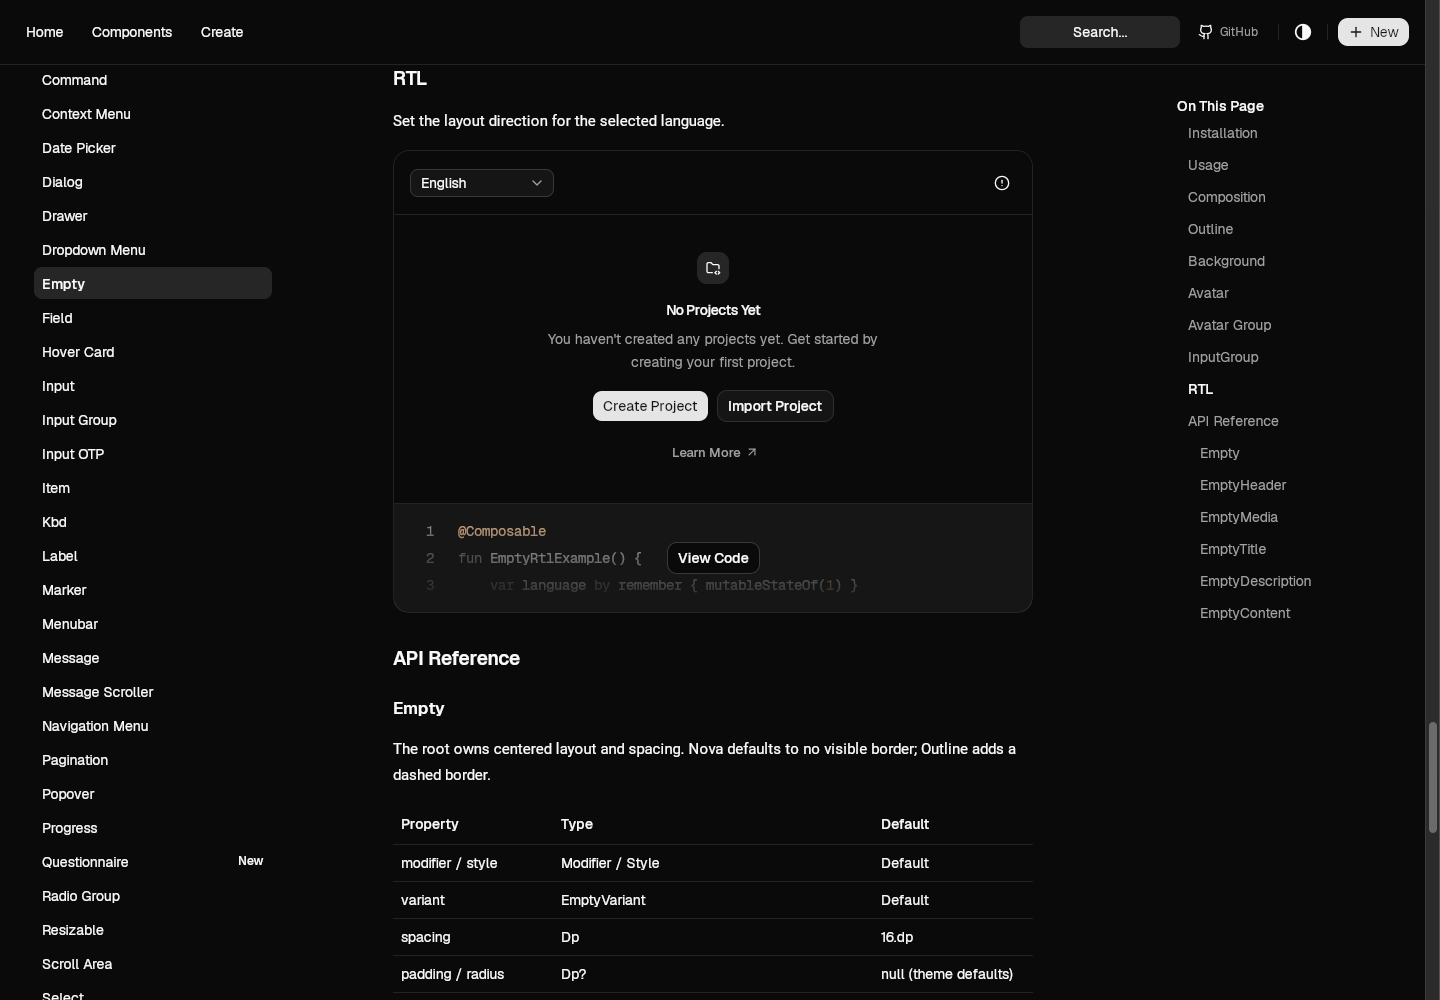 Home
Components
Create
Search...
GitHub
New
Command
Context Menu
Date Picker
Dialog
Drawer
Dropdown Menu
Empty
Field
Hover Card
Input
Input Group
Input OTP
Item
Kbd
Label
Marker
Menubar
Message
Message Scroller
Navigation Menu
Pagination
Popover
Progress
Questionnaire New
Radio Group
Resizable
Scroll Area
Select
RTL
Set the layout direction for the selected language.
English
No Projects Yet
You haven't created any projects yet. Get started by
creating your first project.
Create Project
Import Project
Learn More
1 @Composable
2 fun EmptyRtlExample() {
View Code
3 var language by remember { mutableStateOf(1) }
API Reference
Empty
The root owns centered layout and spacing. Nova defaults to no visible border; Outline adds a
dashed border.
Property Type Default
modifier / style Modifier / Style Default
variant EmptyVariant Default
spacing Dp 16.dp
padding / radius Dp? null (theme defaults)
On This Page
Installation
Usage
Composition
Outline
Background
Avatar
Avatar Group
InputGroup
RTL
API Reference
Empty
EmptyHeader
EmptyMedia
EmptyTitle
EmptyDescription
EmptyContent